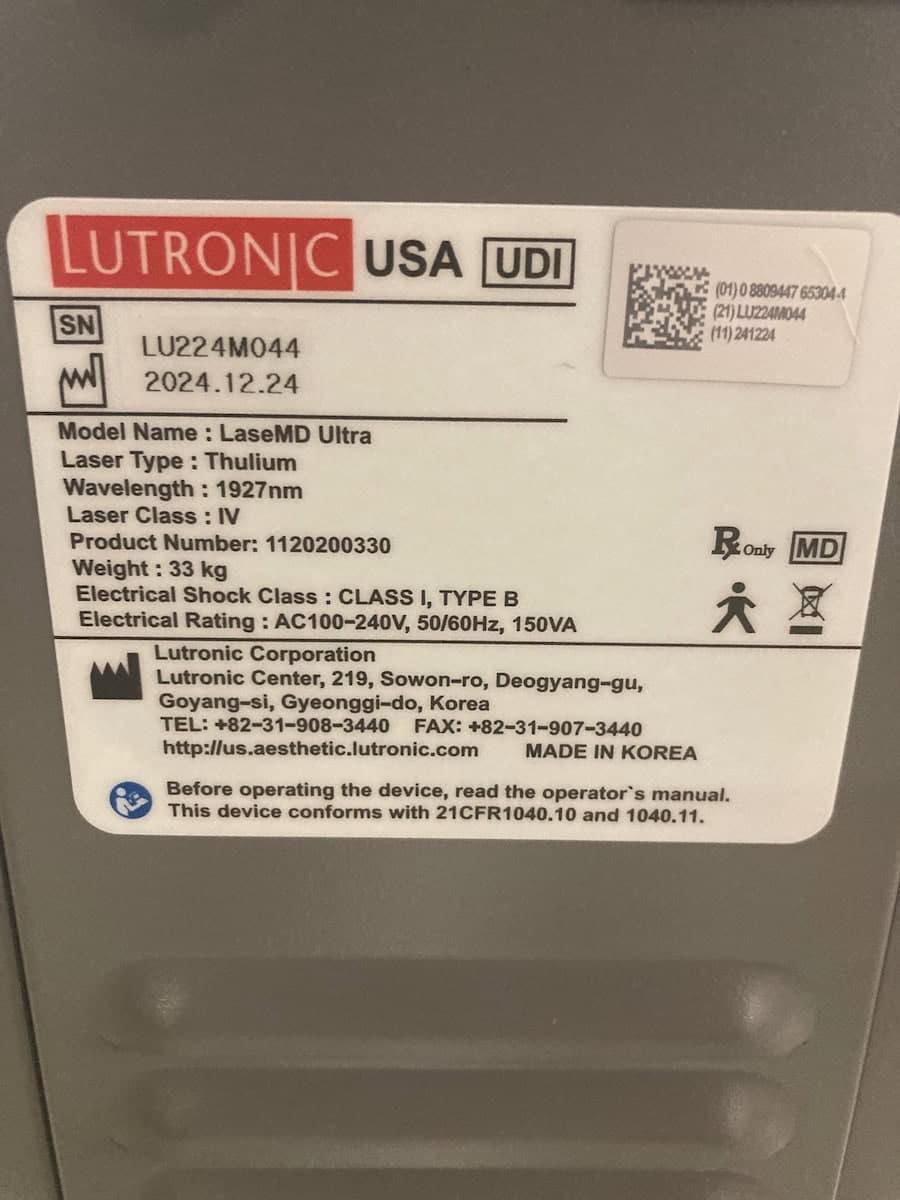 LUTRONIC USA UDI
(01) 0 8809447 65304 4
(21) LU224M044
(11) 241224
SN LU224M044
2024.12.24
Model Name : LaseMD Ultra
Laser Type : Thulium
Wavelength : 1927nm
Laser Class : IV
Product Number: 1120200330
Weight : 33 kg
Electrical Shock Class : CLASS I, TYPE B
Electrical Rating : AC100-240V, 50/60Hz, 150VA
Rx Only MD
Lutronic Corporation
Lutronic Center, 219, Sowon-ro, Deogyang-gu,
Goyang-si, Gyeonggi-do, Korea
TEL: +82-31-908-3440 FAX: +82-31-907-3440
http://us.aesthetic.lutronic.com MADE IN KOREA
Before operating the device, read the operator`s manual.
This device conforms with 21CFR1040.10 and 1040.11.